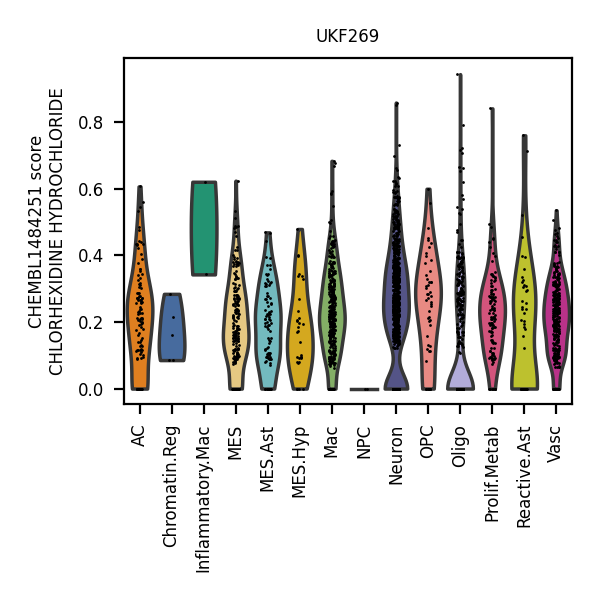 UKF269
CHEMBL1484251 score
CHLORHEXIDINE HYDROCHLORIDE
0.8
0.6
0.4
0.2
0.0
AC
Chromatin.Reg
Inflammatory.Mac
MES
MES.Ast
MES.Hyp
Mac
NPC
Neuron
OPC
Oligo
Prolif.Metab
Reactive.Ast
Vasc